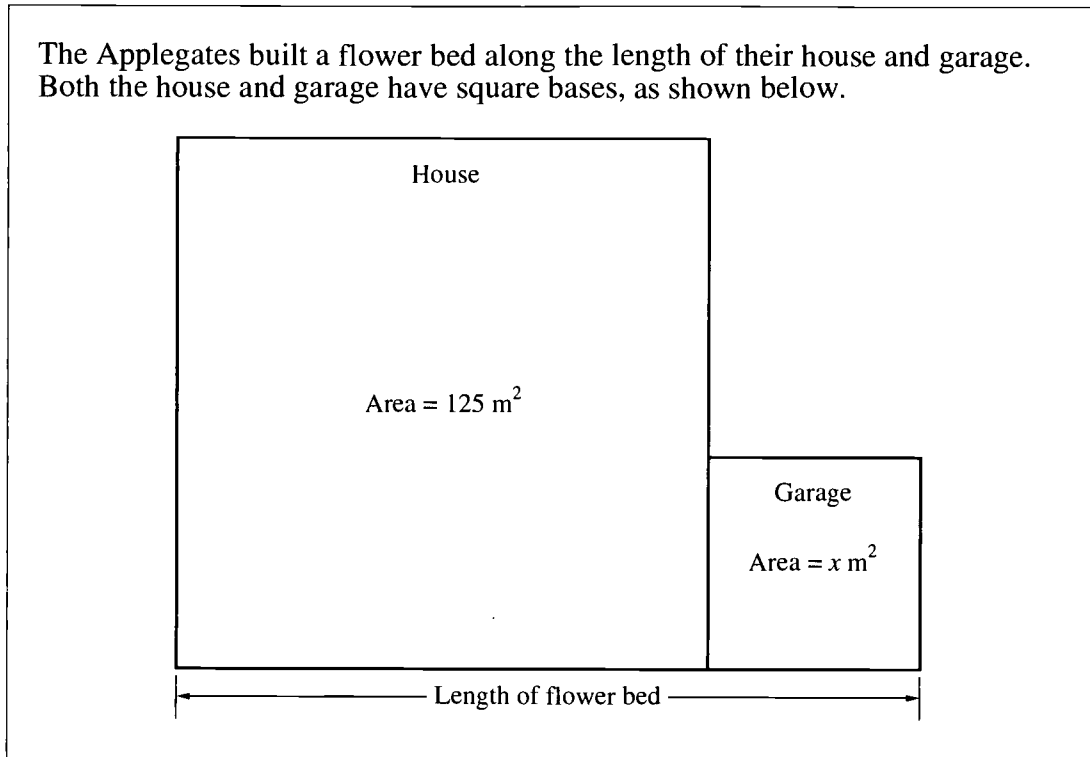 The Applegates built a flower bed along the length of their house and garage.
Both the house and garage have square bases, as shown below.
House
Area = 125 m²
Garage
Area = x m²
Length of flower bed